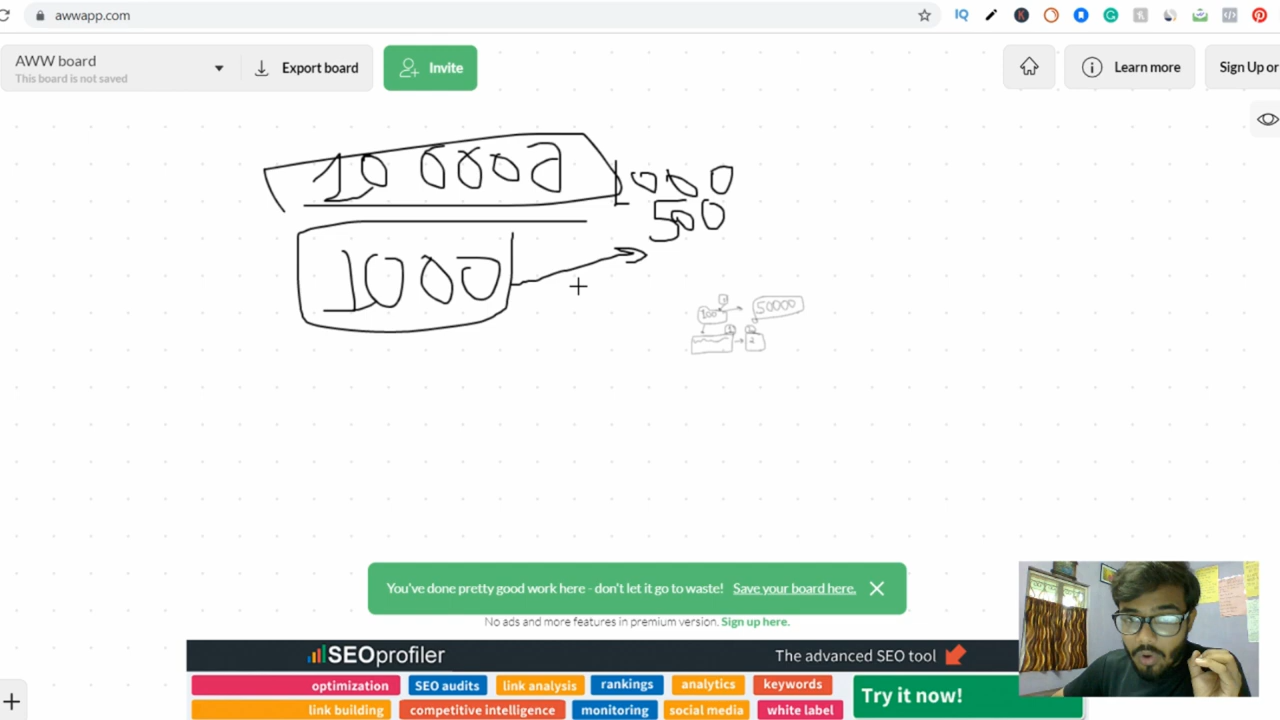 awwapp.com
AWW board
This board is not saved
Export board
Invite
Learn more
Sign Up or
10 0000
1000
500
1000
100
50000
2
You've done pretty good work here - don't let it go to waste! Save your board here.
No ads and more features in premium version. Sign up here.
SEOprofiler
The advanced SEO tool
optimization SEO audits link analysis rankings analytics keywords
link building competitive intelligence monitoring social media white label
Try it now!